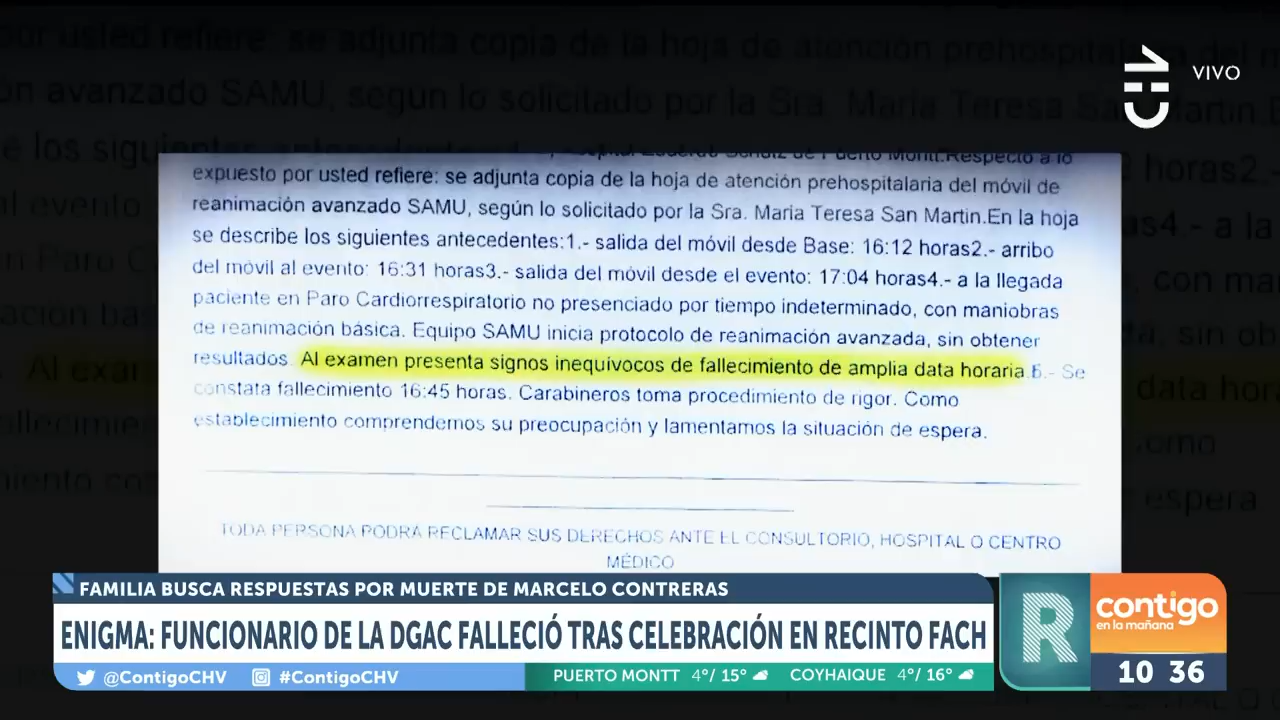 VIVO
expuesto por usted refiere: se adjunta copia de la hoja de atención prehospitalaria del móvil de
reanimación avanzado SAMU, según lo solicitado por la Sra. Maria Teresa San Martin.En la hoja
se describe los siguientes antecedentes:1.- salida del móvil desde Base: 16:12 horas2.- arribo
del móvil al evento: 16:31 horas3.- salida del móvil desde el evento: 17:04 horas4.- a la llegada
paciente en Paro Cardiorrespiratorio no presenciado por tiempo indeterminado, con maniobras
de reanimación básica. Equipo SAMU inicia protocolo de reanimación avanzada, sin obtener
resultados. Al examen presenta signos inequívocos de fallecimiento de amplia data horaria.5.- Se
constata fallecimiento 16:45 horas. Carabineros toma procedimiento de rigor. Como
establecimiento comprendemos su preocupación y lamentamos la situación de espera.
TODA PERSONA PODRÁ RECLAMAR SUS DERECHOS ANTE EL CONSULTORIO, HOSPITAL O CENTRO
MÉDICO
FAMILIA BUSCA RESPUESTAS POR MUERTE DE MARCELO CONTRERAS
ENIGMA: FUNCIONARIO DE LA DGAC FALLECIÓ TRAS CELEBRACIÓN EN RECINTO FACH
@ContigoCHV #ContigoCHV PUERTO MONTT 4°/ 15° COYHAIQUE 4°/ 16°
R
contigo
en la mañana
10 36